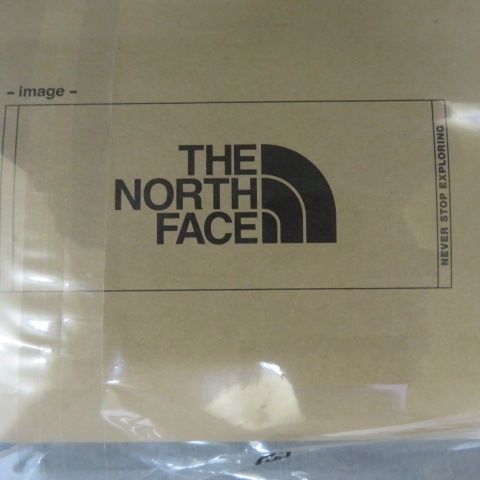 - image -
THE
NORTH
FACE
NEVER STOP EXPLORING